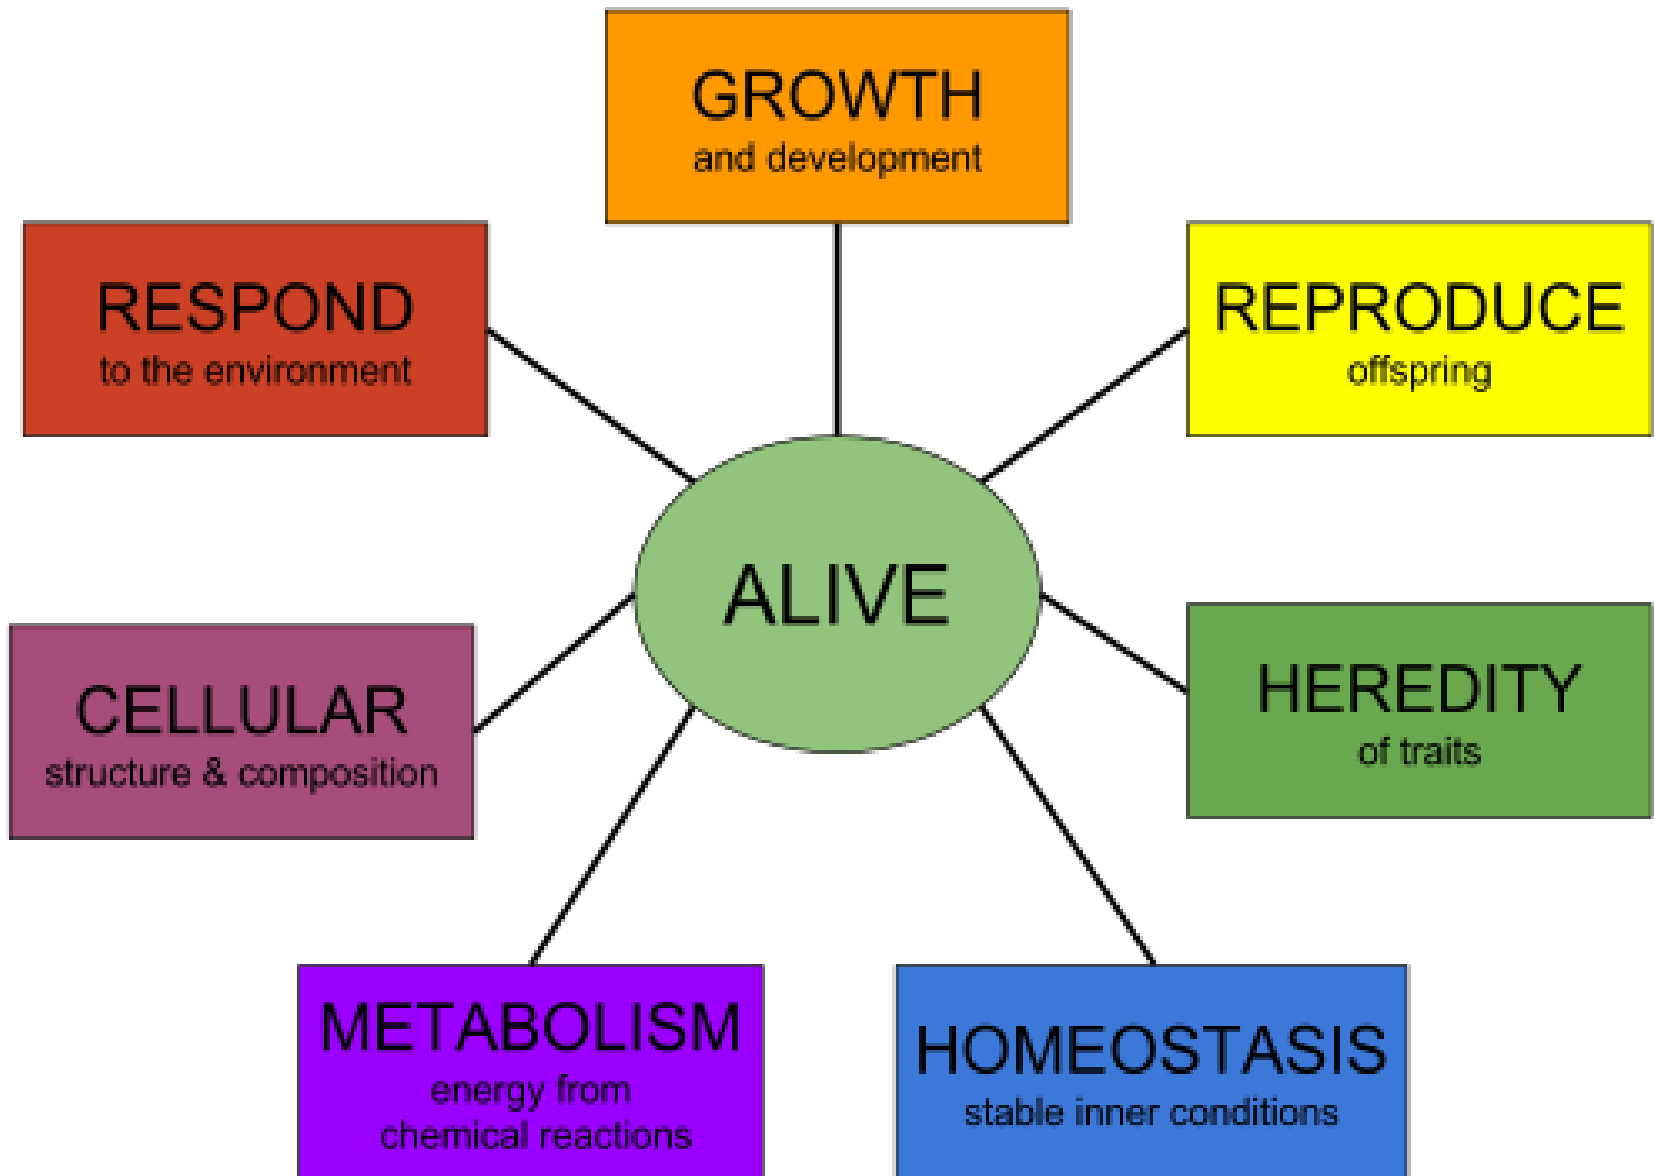 GROWTH
and development
RESPOND
to the environment
REPRODUCE
offspring
ALIVE
CELLULAR
structure & composition
HEREDITY
of traits
METABOLISM
energy from
chemical reactions
HOMEOSTASIS
stable inner conditions